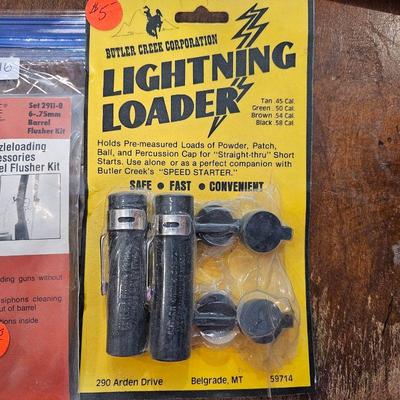 $5-
BUTLER CREEK CORPORATION
LIGHTNING
LOADER
Tan .45 Cal.
Green .50 Cal.
Brown .54 Cal.
Black .58 Cal.
Holds Pre-measured Loads of Powder, Patch,
Ball, and Percussion Cap for "Straight-thru" Short
Starts. Use alone or as a perfect companion with
Butler Creek's "SPEED STARTER."
SAFE • FAST • CONVENIENT
290 Arden Drive Belgrade, MT 59714
Set 2911-0
6-.75mm
Barrel
Flusher Kit
zleloading
essories
el Flusher Kit
ding guns without
siphons cleaning
out of barrel
tions inside